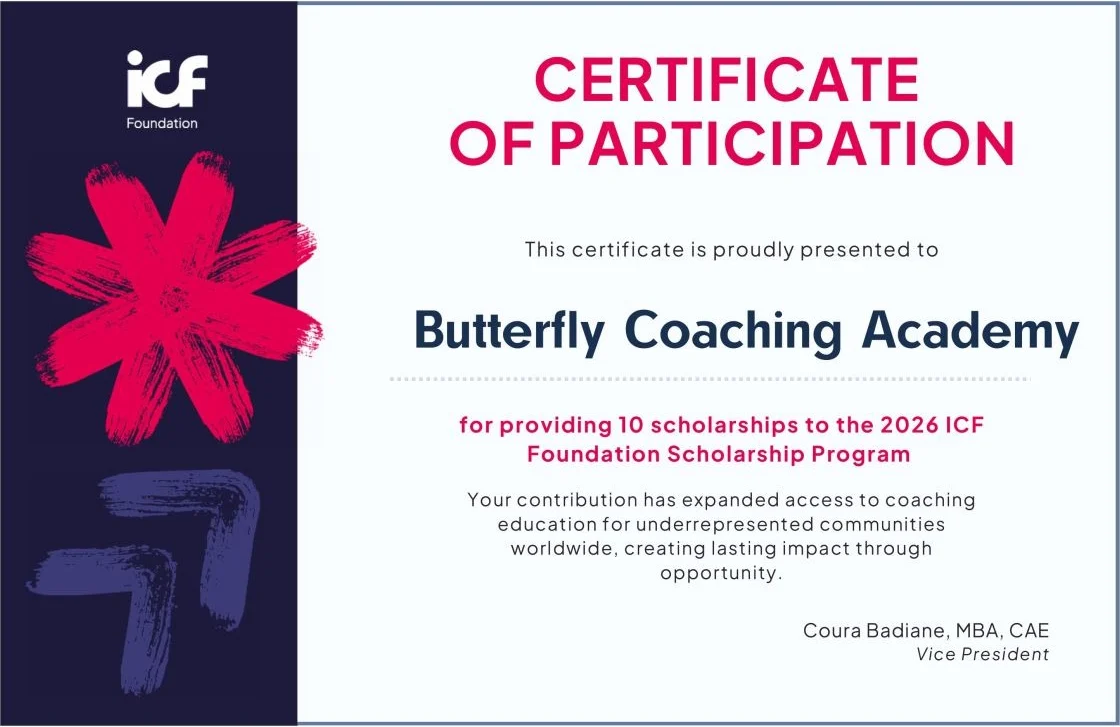 icf
Foundation
CERTIFICATE
OF PARTICIPATION
This certificate is proudly presented to
Butterfly Coaching Academy
for providing 10 scholarships to the 2026 ICF
Foundation Scholarship Program
Your contribution has expanded access to coaching
education for underrepresented communities
worldwide, creating lasting impact through
opportunity.
Coura Badiane, MBA, CAE
Vice President